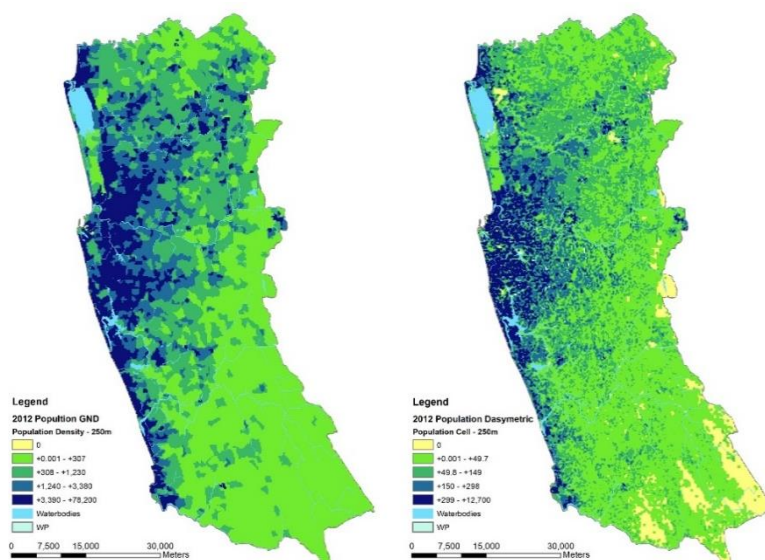 Legend
2012 Popultion GND
Population Density - 250m
0
+0.001 - +307
+308 - +1,230
+1,240 - +3,380
+3,380 - +78,200
Waterbodies
WP
0 7,500 15,000 30,000
Meters
Legend
2012 Population Dasymetric
Population Cell - 250m
0
+0.001 - +49.7
+49.8 - +149
+150 - +298
+299 - +12,700
Waterbodies
WP
0 7,500 15,000 30,000
Meters